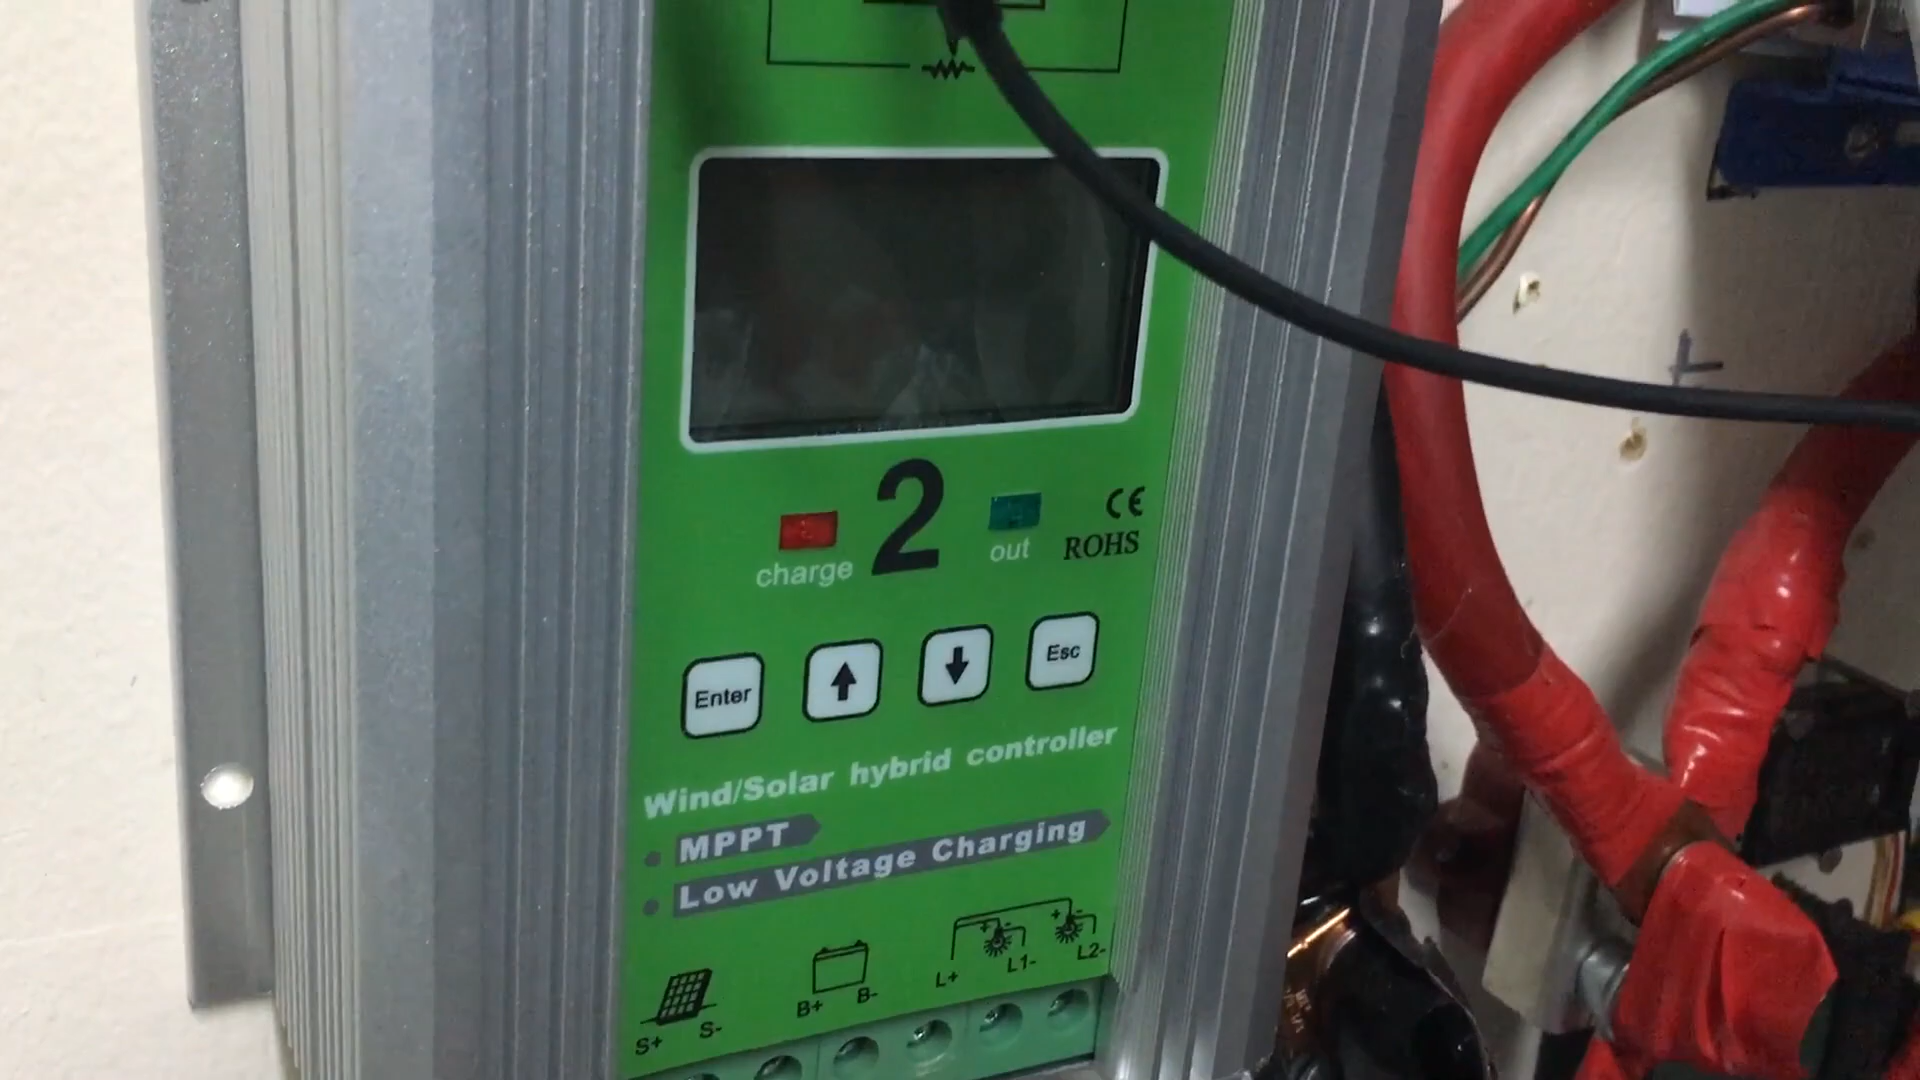 2
charge
out
CE
ROHS
Enter
Esc
Wind/Solar hybrid controller
MPPT
Low Voltage Charging
S+ S-
B+ B-
L+ L1- L2-